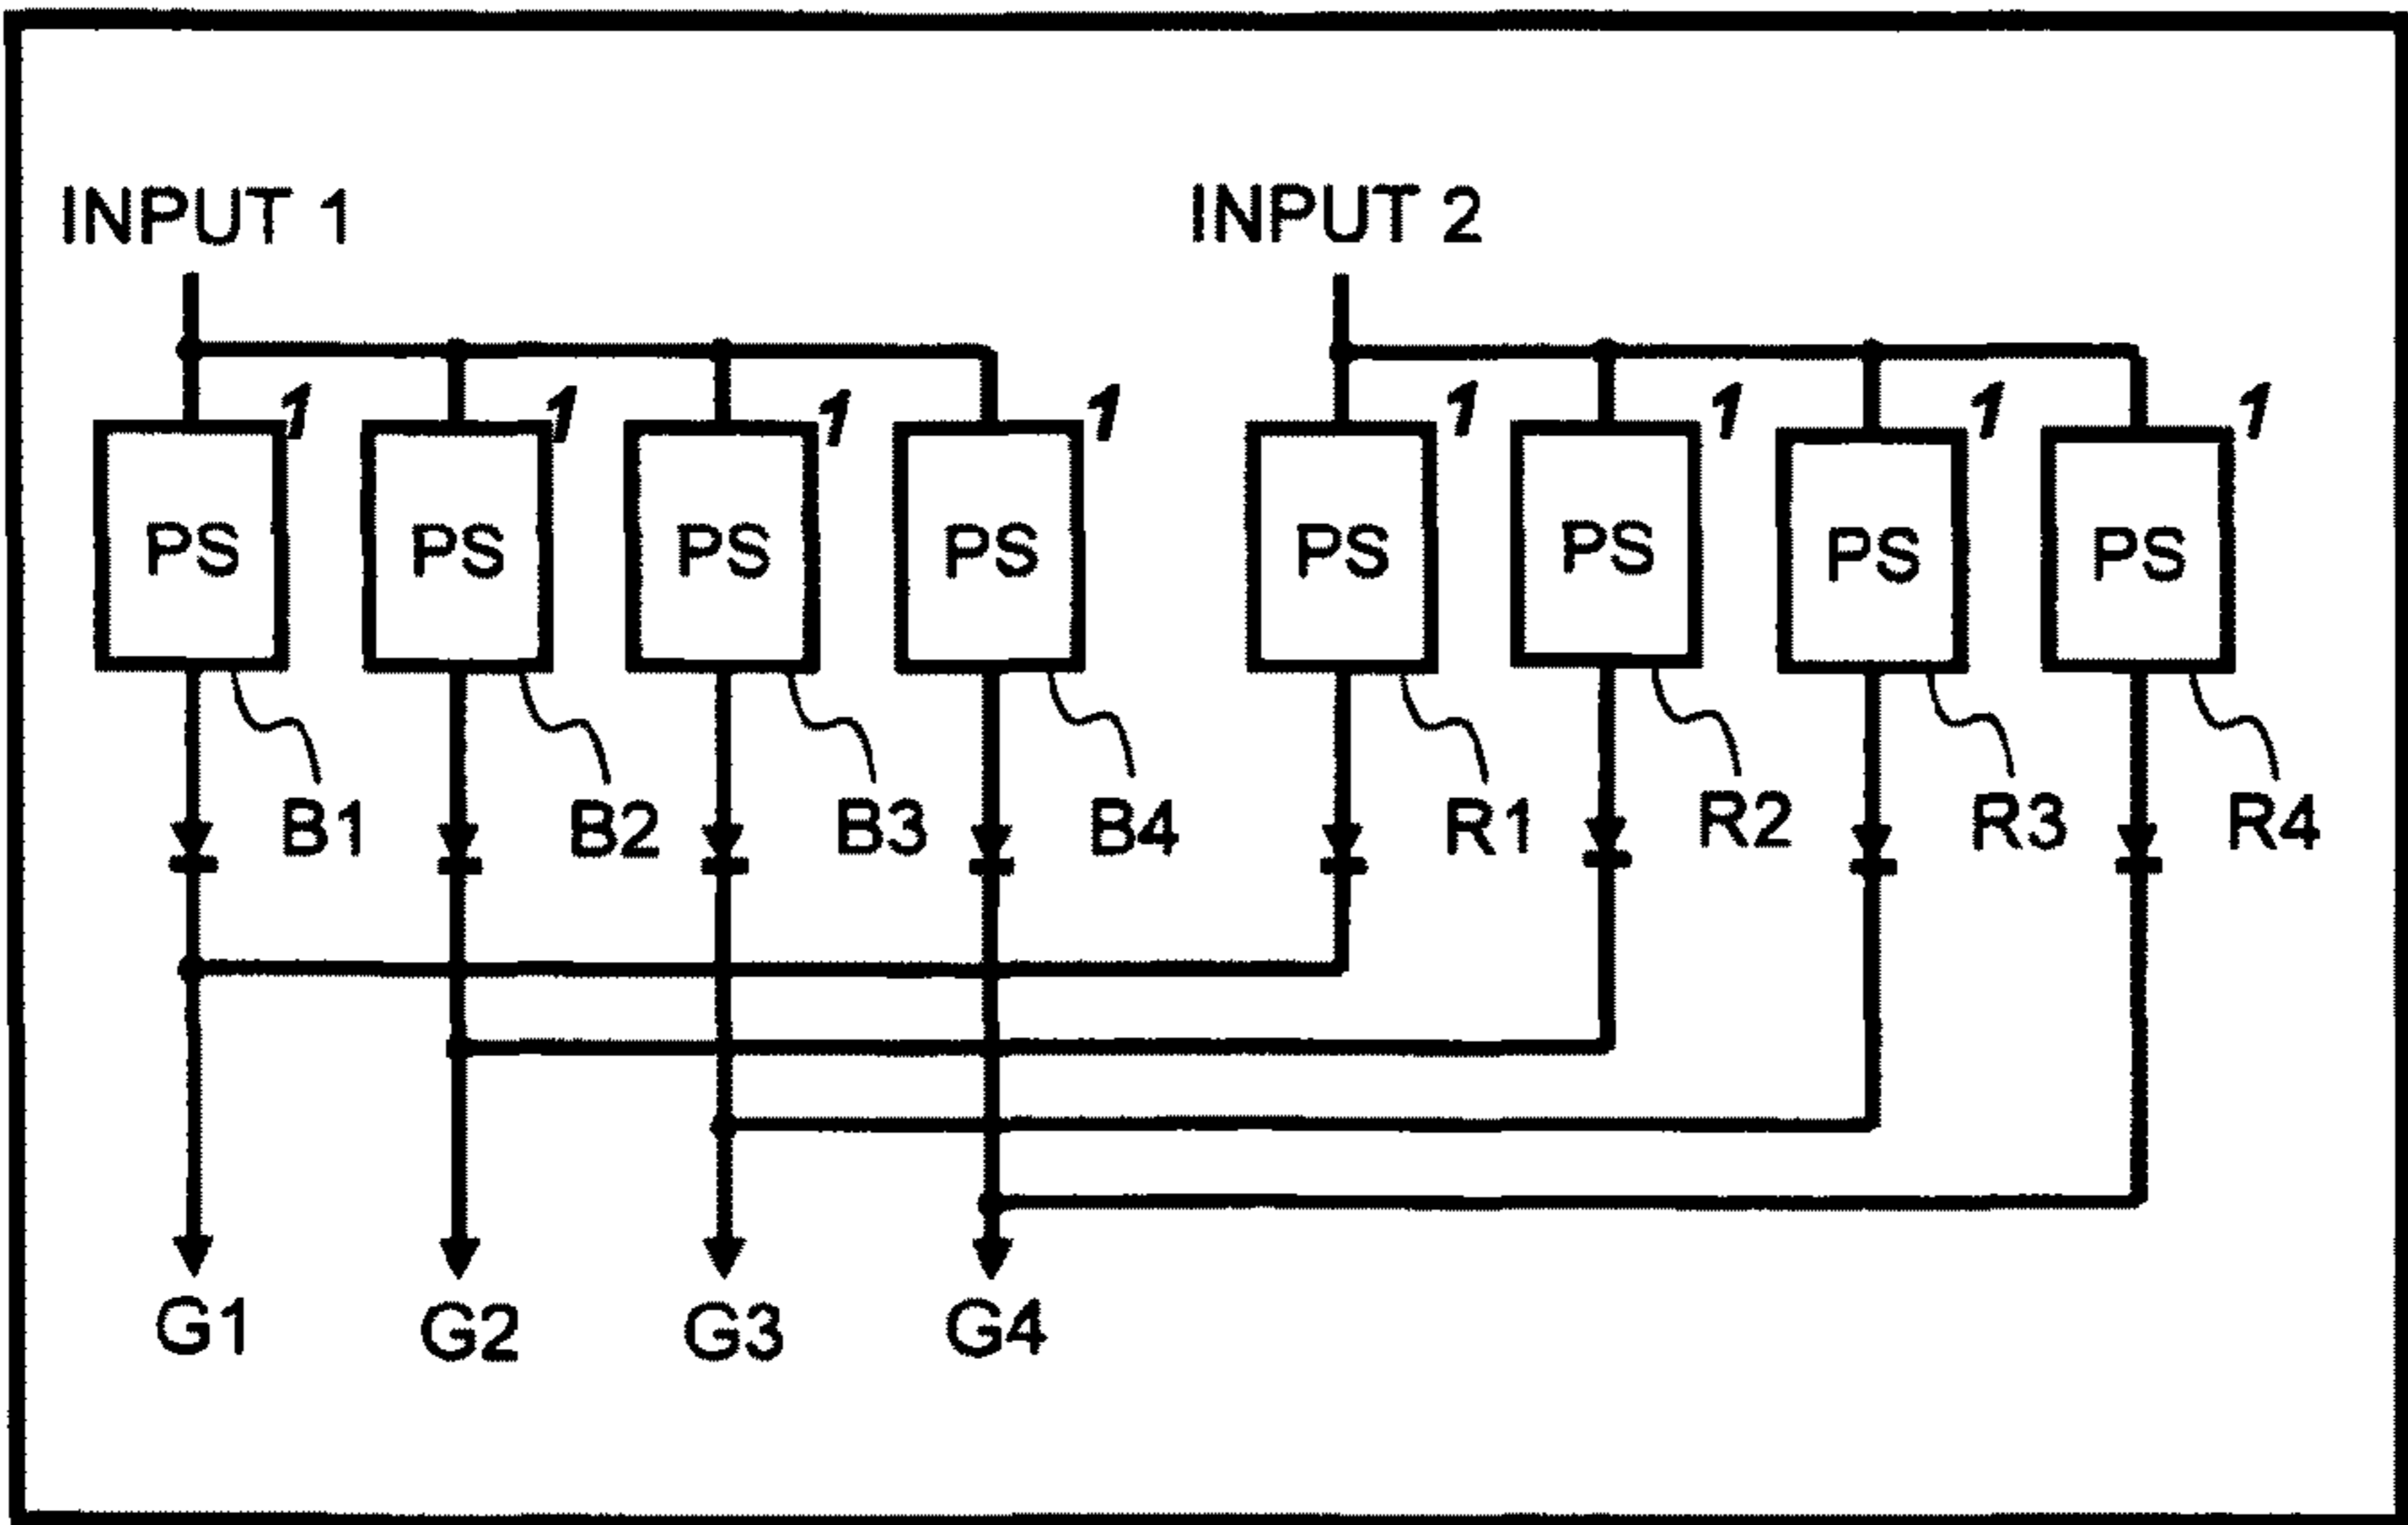 INPUT 1 INPUT 2
1 1 1 1 1 1 1 1
PS PS PS PS PS PS PS PS
B1 B2 B3 B4 R1 R2 R3 R4
G1 G2 G3 G4